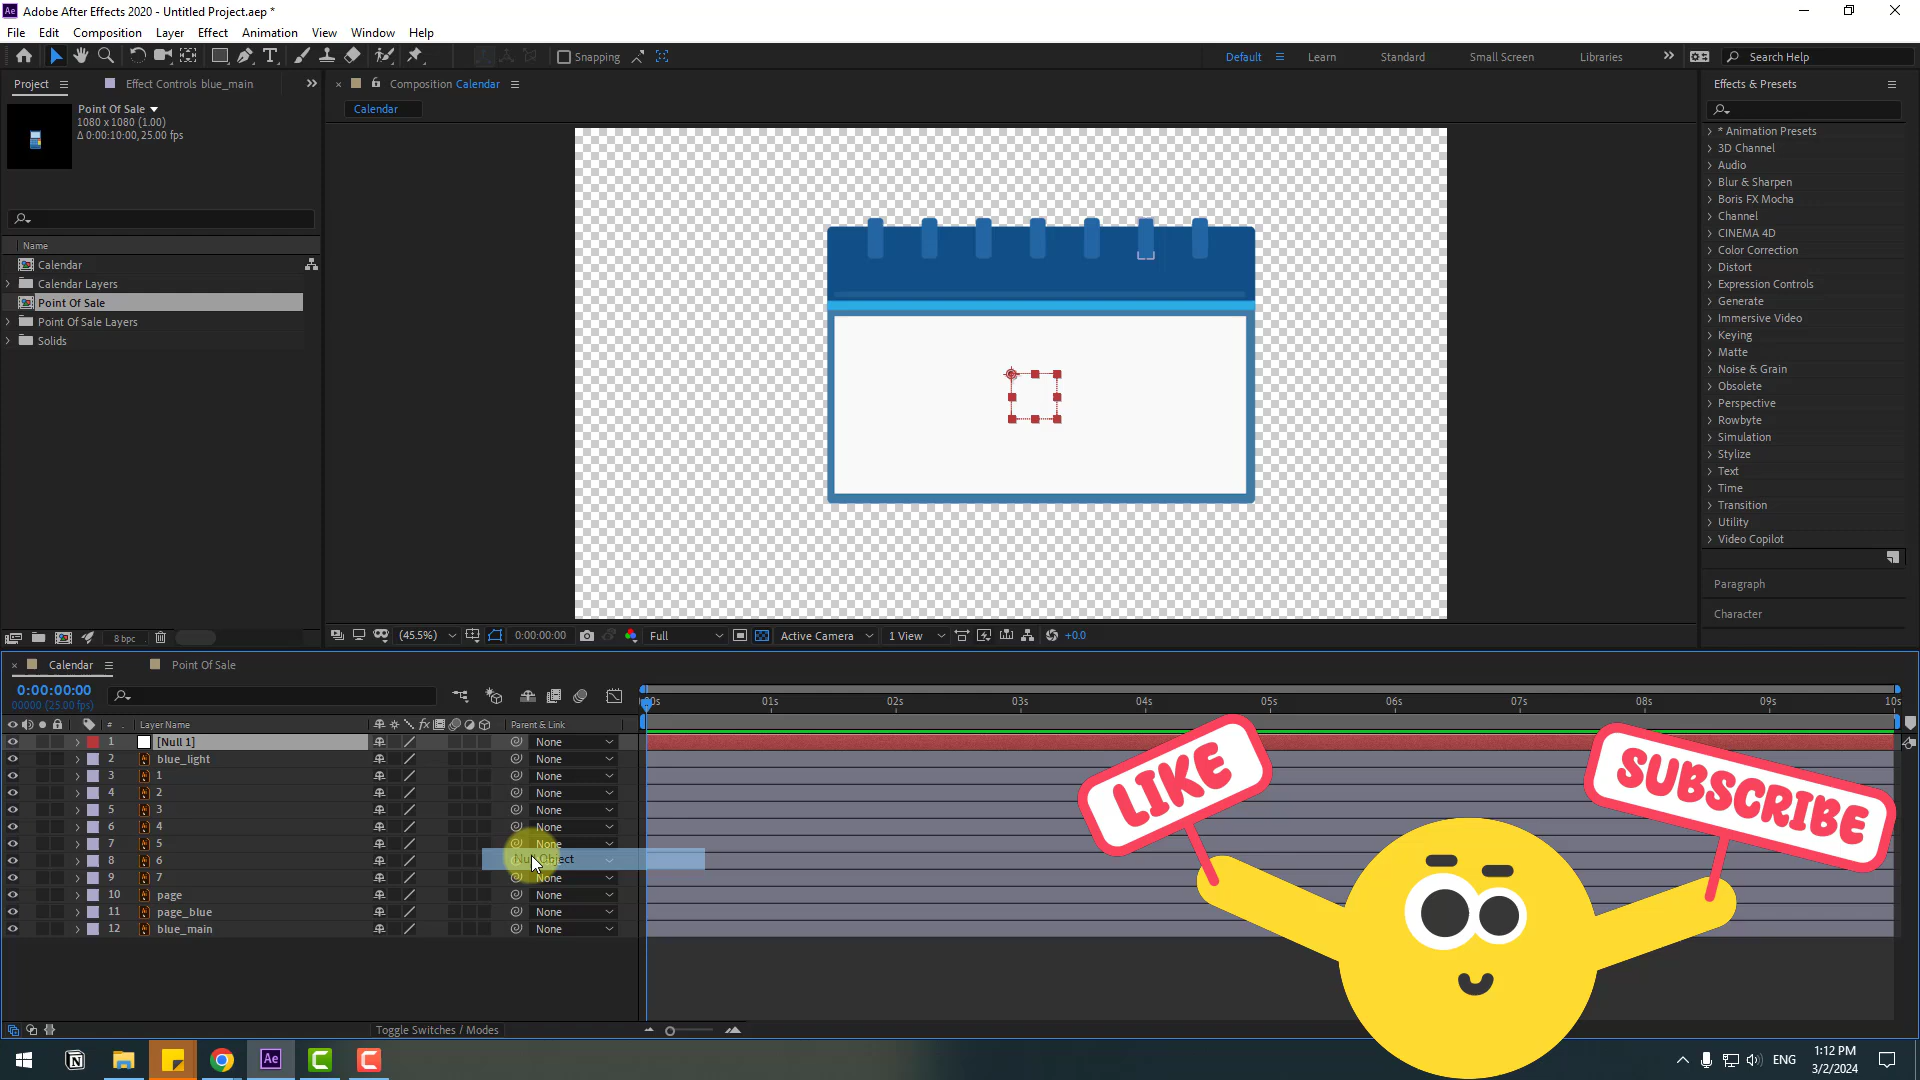 Adobe After Effects 2020 - Untitled Project.aep *
File Edit Composition Layer Effect Animation View Window Help
Snapping
Default Learn Standard Small Screen Libraries Search Help
Project Effect Controls blue_main
Composition Calendar
Effects & Presets
Point Of Sale
1080 x 1080 (1.00)
Δ 0:00:10:00, 25.00 fps
Calendar
Name
Calendar
Calendar Layers
Point Of Sale
Point Of Sale Layers
Solids
* Animation Presets
3D Channel
Audio
Blur & Sharpen
Boris FX Mocha
Channel
CINEMA 4D
Color Correction
Distort
Expression Controls
Generate
Immersive Video
Keying
Matte
Noise & Grain
Obsolete
Perspective
Rowbyte
Simulation
Stylize
Text
Time
Transition
Utility
Video Copilot
Paragraph
Character
8 bpc
(45.5%) 0:00:00:00 Full Active Camera 1 View +0.0
Calendar Point Of Sale
0:00:00:00
00000 (25.00 fps)
01s 02s 03s 04s 05s 06s 07s 08s 09s 10s
# Layer Name Parent & Link
1 [Null 1] None
2 blue_light None
3 1 None
4 2 None
5 3 None
6 4 None
7 5 None
8 6
Null Object
9 7 None
10 page None
11 page_blue None
12 blue_main None
LIKE
SUBSCRIBE
Toggle Switches / Modes
ENG
1:12 PM
3/2/2024